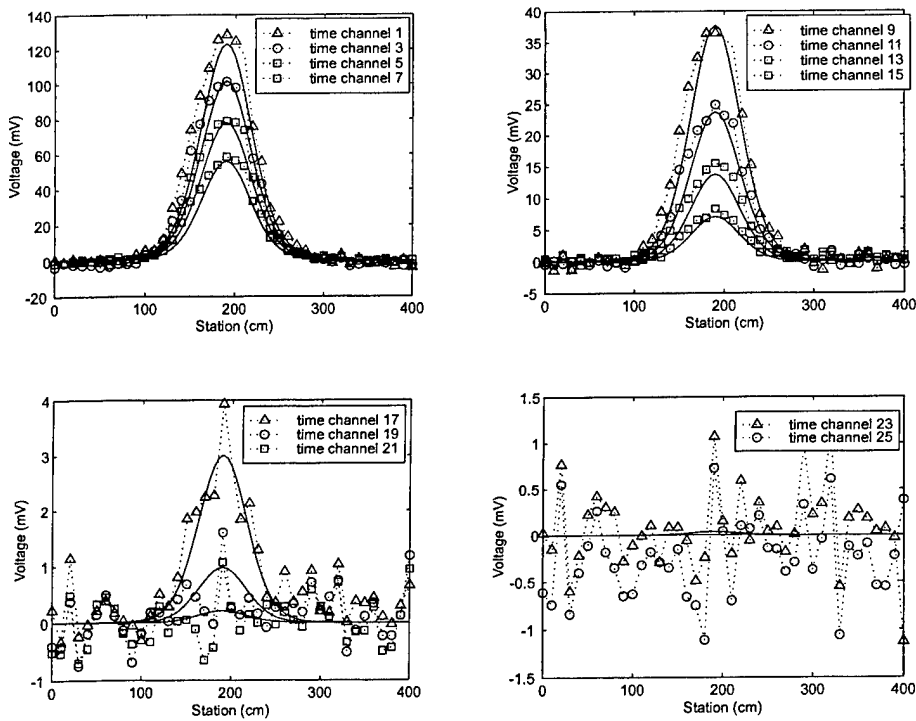 140
120
100
80
60
40
20
0
-20
Voltage (mV)
0 100 200 300 400
Station (cm)
time channel 1
time channel 3
time channel 5
time channel 7
40
35
30
25
20
15
10
5
0
-5
Voltage (mV)
0 100 200 300 400
Station (cm)
time channel 9
time channel 11
time channel 13
time channel 15
4
3
2
1
0
-1
Voltage (mV)
0 100 200 300 400
Station (cm)
time channel 17
time channel 19
time channel 21
1.5
1
0.5
0
-0.5
-1
-1.5
Voltage (mV)
0 100 200 300 400
Station (cm)
time channel 23
time channel 25